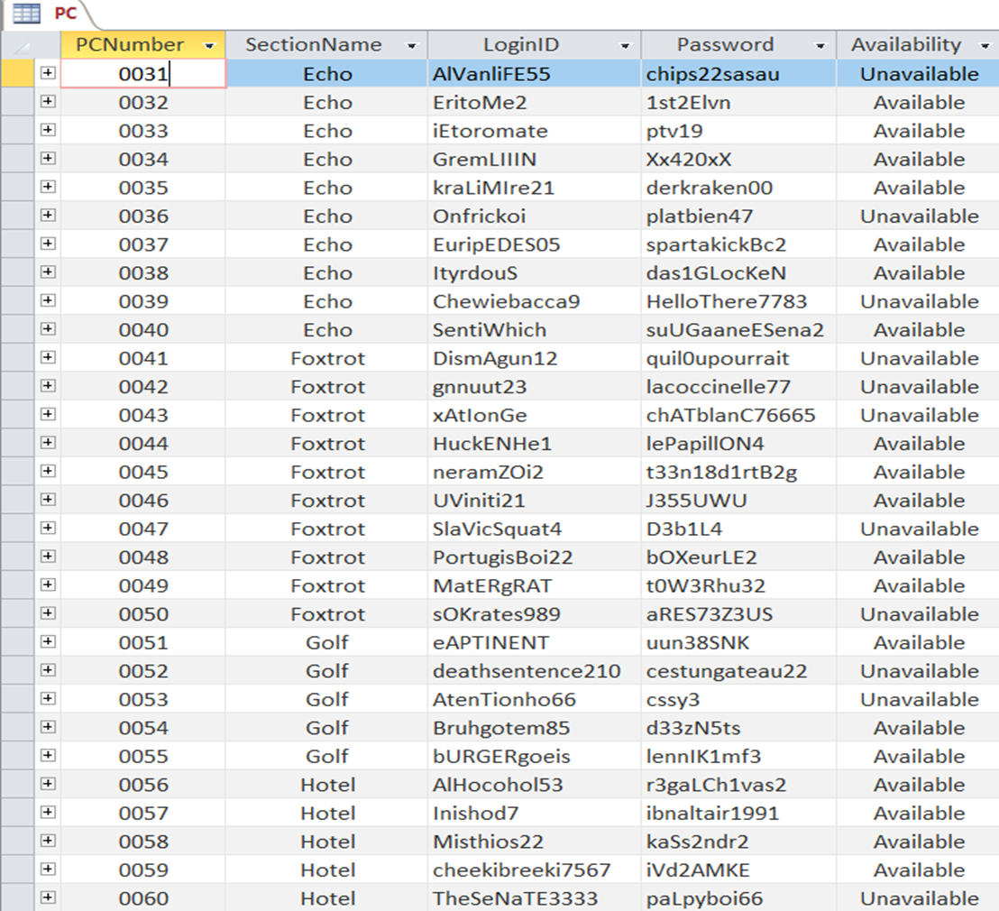 PC
PCNumber SectionName LoginID Password Availability
0031 Echo AlVanliFE55 chips22sasau Unavailable
0032 Echo EritoMe2 1st2Elvn Available
0033 Echo iEtoromate ptv19 Available
0034 Echo GremLIIIN Xx420xX Available
0035 Echo kraLiMIre21 derkraken00 Available
0036 Echo Onfrickoi platbien47 Unavailable
0037 Echo EuripEDES05 spartakickBc2 Available
0038 Echo ItyrdouS das1GLocKeN Available
0039 Echo Chewiebacca9 HelloThere7783 Unavailable
0040 Echo SentiWhich suUGaaneESena2 Available
0041 Foxtrot DismAgun12 quil0upourrait Unavailable
0042 Foxtrot gnnuut23 lacoccinelle77 Unavailable
0043 Foxtrot xAtIonGe chATblanC76665 Unavailable
0044 Foxtrot HuckENHe1 lePapillON4 Available
0045 Foxtrot neramZOi2 t33n18d1rtB2g Available
0046 Foxtrot UViniti21 J355UWU Available
0047 Foxtrot SlaVicSquat4 D3b1L4 Unavailable
0048 Foxtrot PortugisBoi22 bOXeurLE2 Available
0049 Foxtrot MatERgRAT t0W3Rhu32 Available
0050 Foxtrot sOKrates989 aRES73Z3US Unavailable
0051 Golf eAPTINENT uun38SNK Available
0052 Golf deathsentence210 cestungateau22 Unavailable
0053 Golf AtenTionho66 cssy3 Unavailable
0054 Golf Bruhgotem85 d33zN5ts Available
0055 Golf bURGERgoeis lennIK1mf3 Available
0056 Hotel AlHocohol53 r3gaLCh1vas2 Available
0057 Hotel Inishod7 ibnaltair1991 Available
0058 Hotel Misthios22 kaSs2ndr2 Available
0059 Hotel cheekibreeki7567 iVd2AMKE Available
0060 Hotel TheSeNaTE3333 paLpyboi66 Unavailable